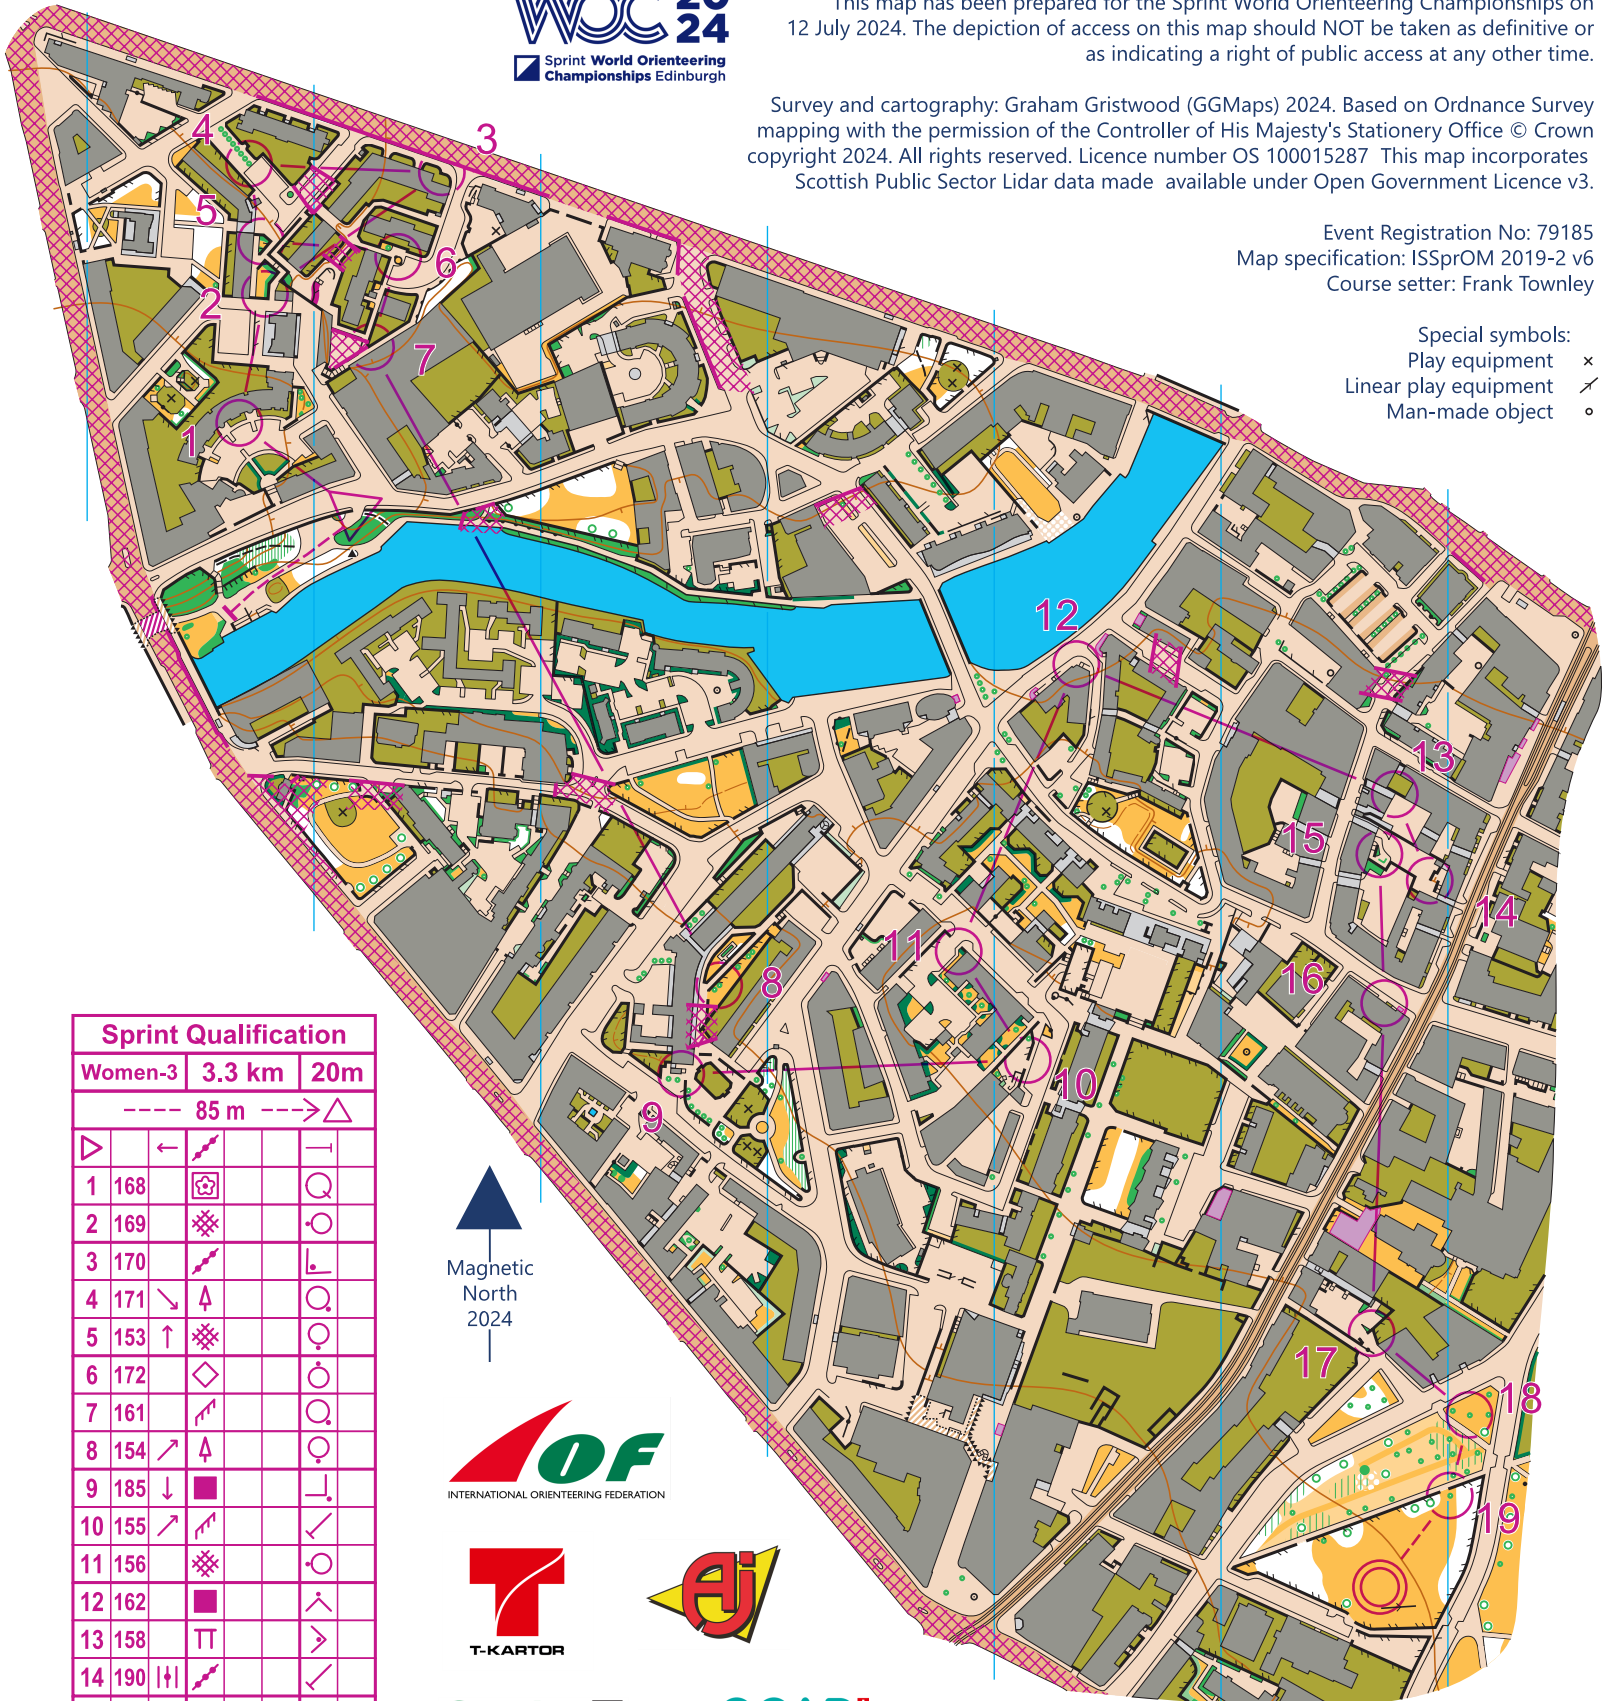 WOC 20
24
Sprint World Orienteering
Championships Edinburgh
This map has been prepared for the Sprint World Orienteering Championships on
12 July 2024. The depiction of access on this map should NOT be taken as definitive or
as indicating a right of public access at any other time.
Survey and cartography: Graham Gristwood (GGMaps) 2024. Based on Ordnance Survey
mapping with the permission of the Controller of His Majesty's Stationery Office © Crown
copyright 2024. All rights reserved. Licence number OS 100015287 This map incorporates
Scottish Public Sector Lidar data made available under Open Government Licence v3.
Event Registration No: 79185
Map specification: ISSprOM 2019-2 v6
Course setter: Frank Townley
Special symbols:
Play equipment ×
Linear play equipment
Man-made object
3
4
5
6
2
7
1
12
13
15
14
11
16
8
10
9
17
18
19
Sprint Qualification
Women-3 3.3 km 20m
85 m
1 168
2 169
3 170
4 171
5 153
6 172
7 161
8 154
9 185
10 155
11 156
12 162
13 158
14 190
Magnetic
North
2024
IOF
INTERNATIONAL ORIENTEERING FEDERATION
T
T-KARTOR
Aj